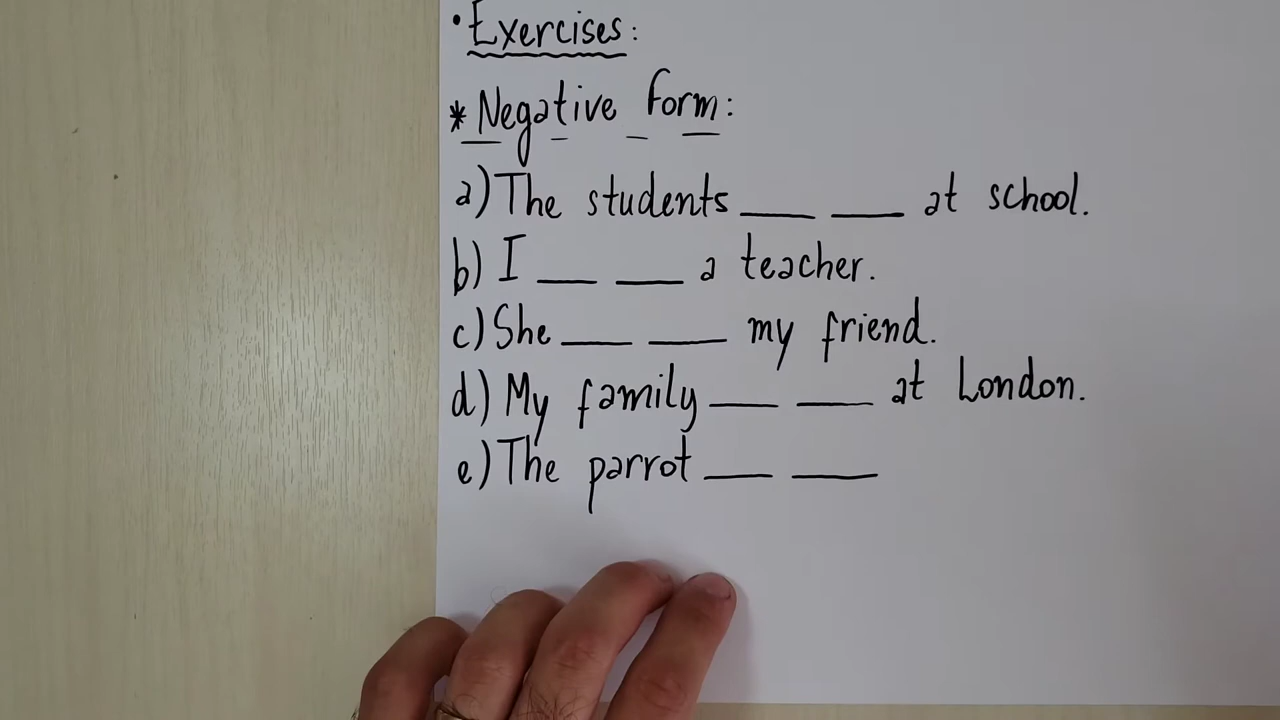 • Exercises:
* Negative form:
a) The students ___ ___ at school.
b) I ___ ___ a teacher.
c) She ___ ___ my friend.
d) My family ___ ___ at London.
e) The parrot ___ ___